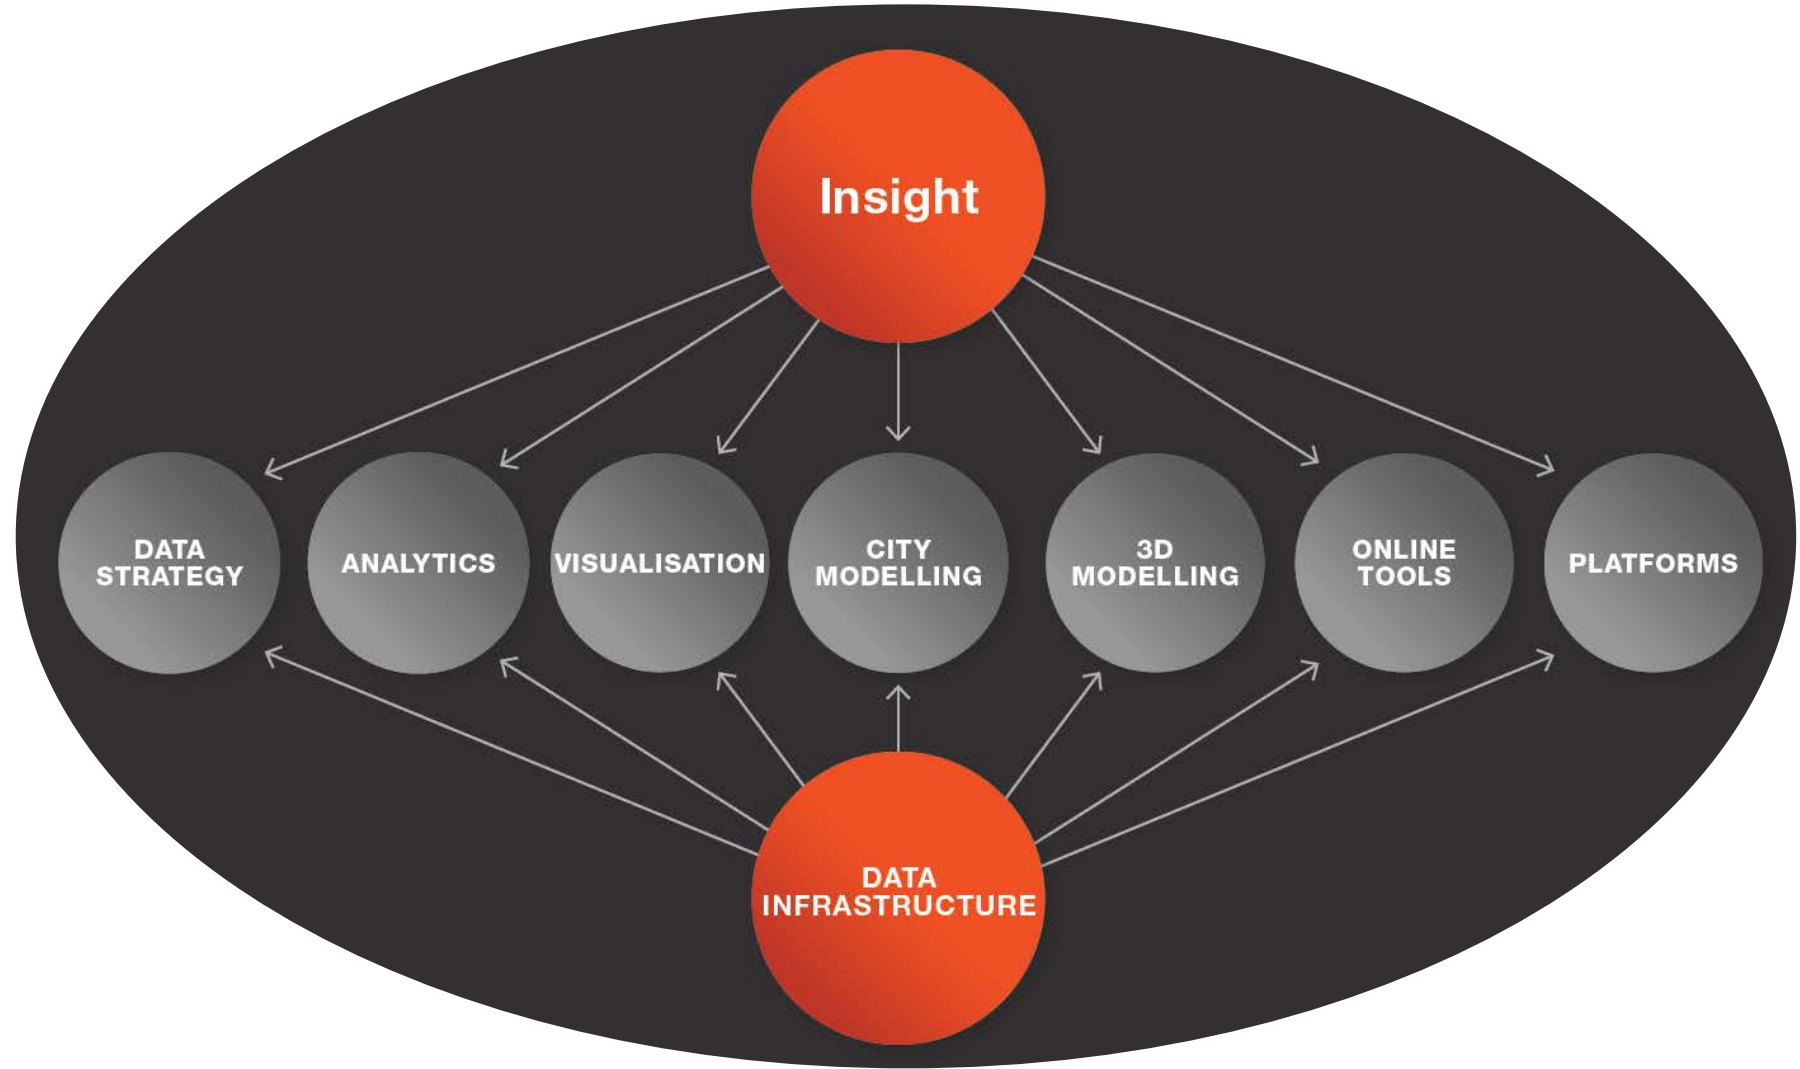 Insight
DATA
STRATEGY
ANALYTICS
VISUALISATION
CITY
MODELLING
3D
MODELLING
ONLINE
TOOLS
PLATFORMS
DATA
INFRASTRUCTURE